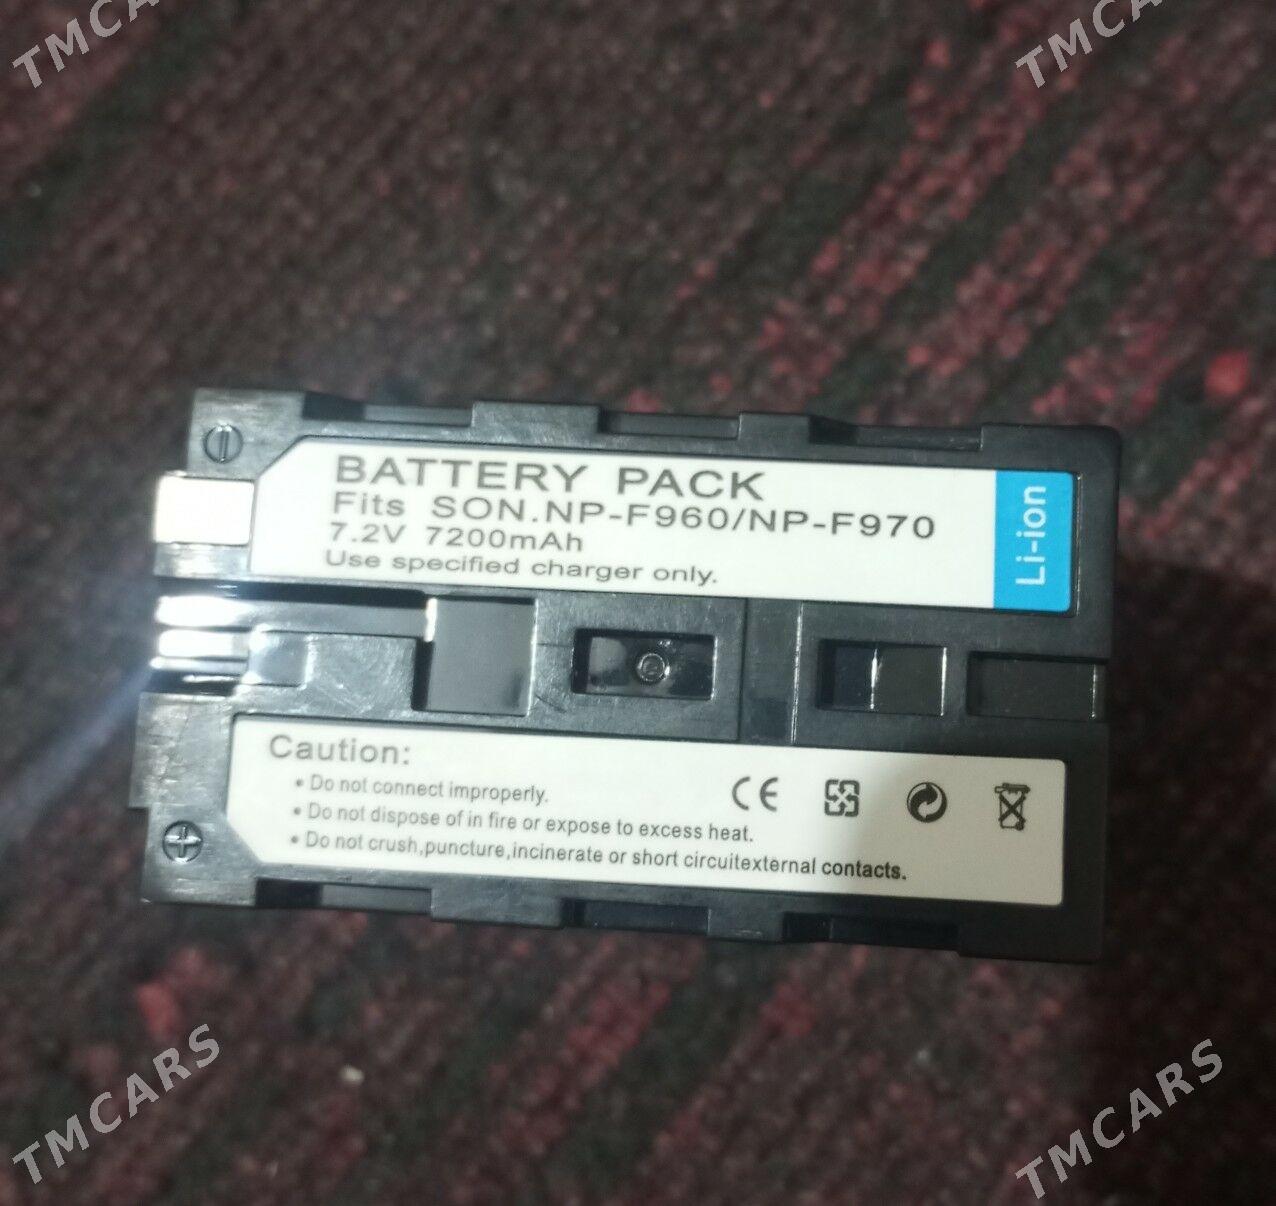 TMCARS
TMCARS
BATTERY PACK
Fits SON.NP-F960/NP-F970
7.2V 7200mAh
Use specified charger only.
Li-ion
Caution:
• Do not connect improperly.
• Do not dispose of in fire or expose to excess heat.
• Do not crush,puncture,incinerate or short circuitexternal contacts.
CE
TMCARS
TMCARS